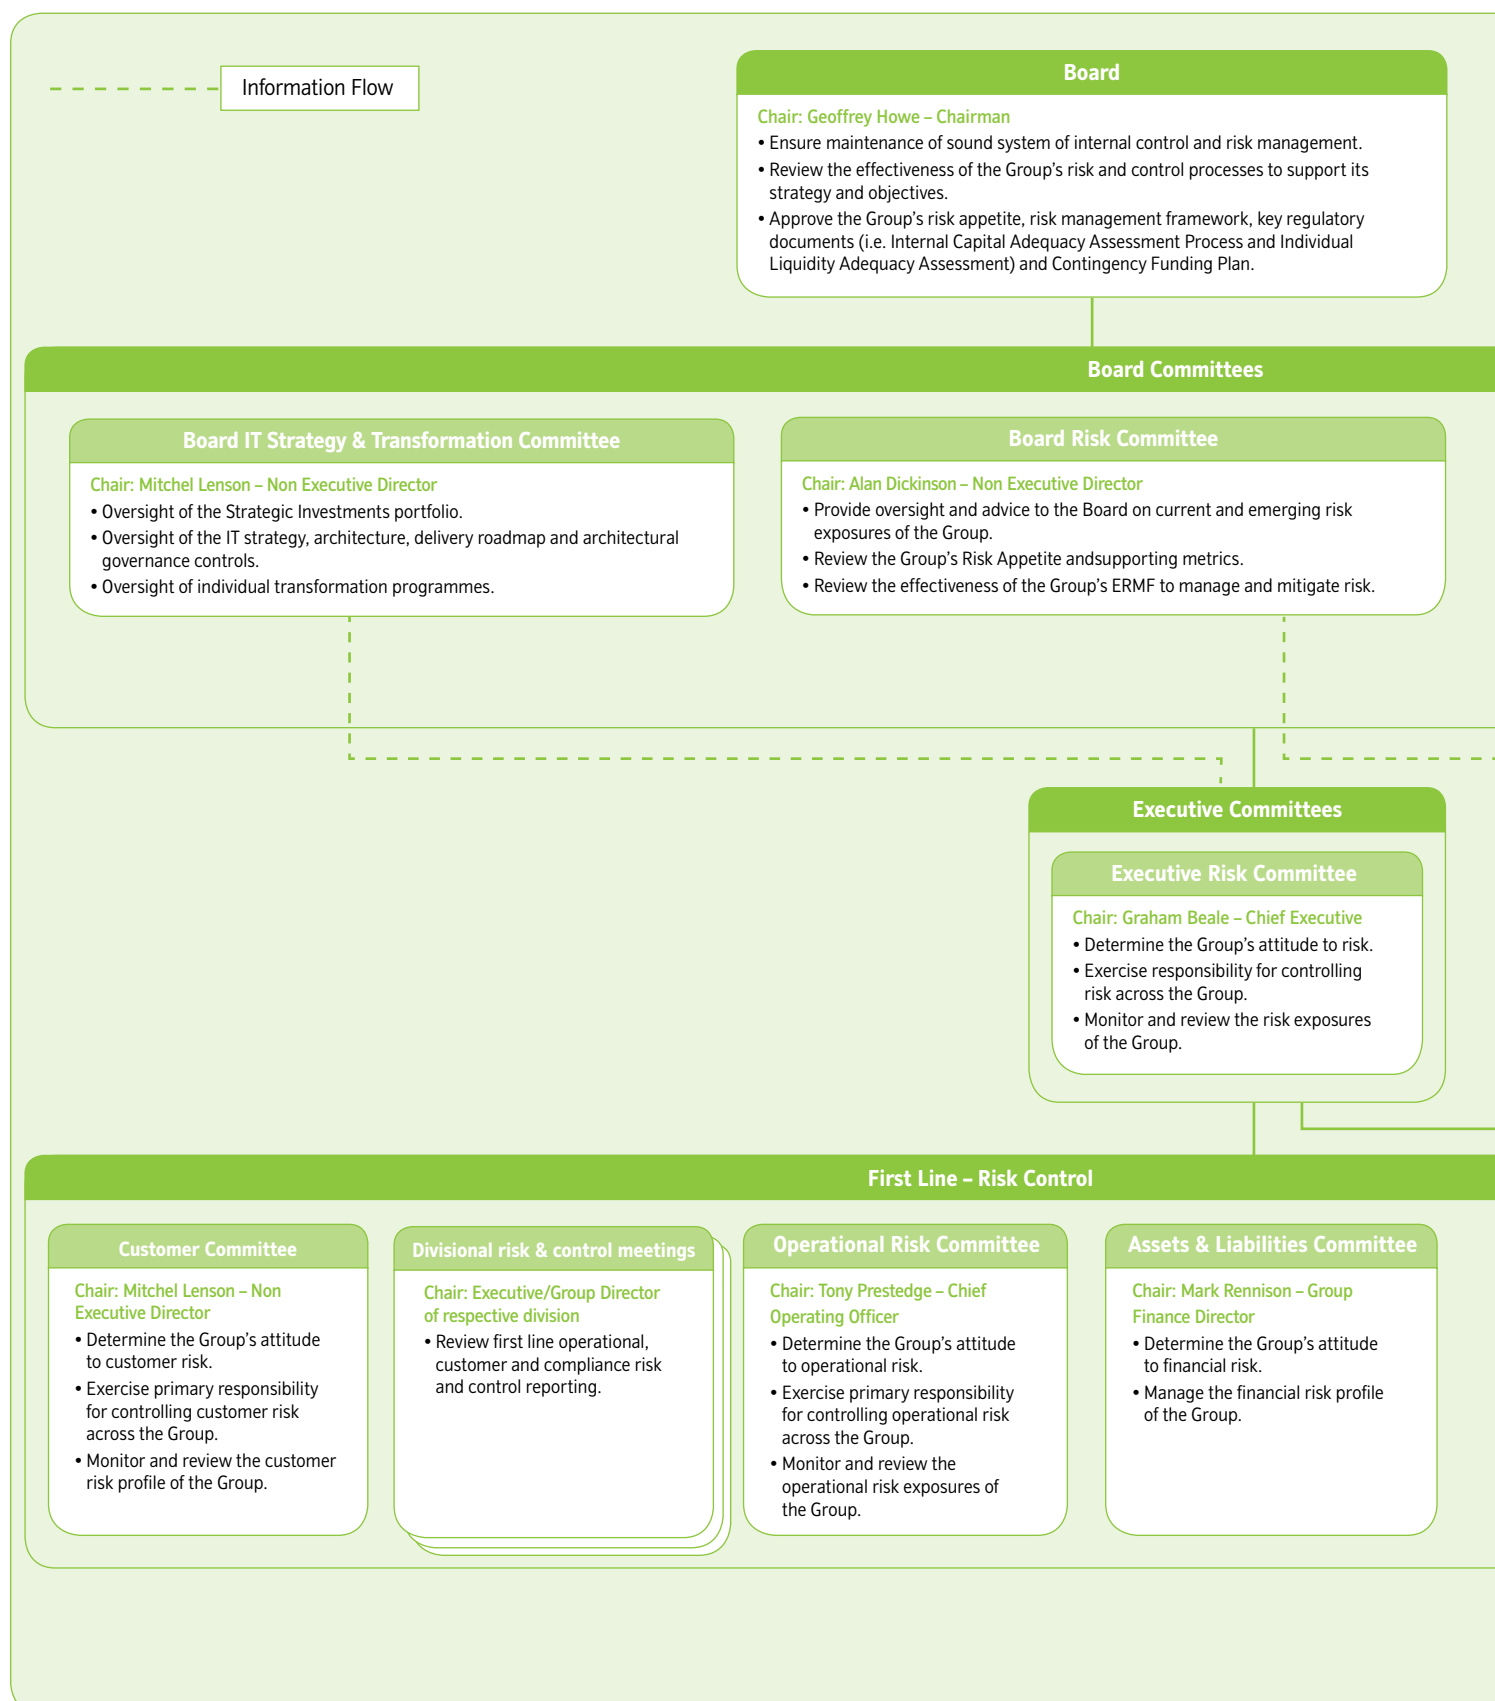 Information Flow
Board
Chair: Geoffrey Howe – Chairman
• Ensure maintenance of sound system of internal control and risk management.
• Review the effectiveness of the Group's risk and control processes to support its
strategy and objectives.
• Approve the Group's risk appetite, risk management framework, key regulatory
documents (i.e. Internal Capital Adequacy Assessment Process and Individual
Liquidity Adequacy Assessment) and Contingency Funding Plan.
Board Committees
Board IT Strategy & Transformation Committee
Chair: Mitchel Lenson – Non Executive Director
• Oversight of the Strategic Investments portfolio.
• Oversight of the IT strategy, architecture, delivery roadmap and architectural
governance controls.
• Oversight of individual transformation programmes.
Board Risk Committee
Chair: Alan Dickinson – Non Executive Director
• Provide oversight and advice to the Board on current and emerging risk
exposures of the Group.
• Review the Group's Risk Appetite andsupporting metrics.
• Review the effectiveness of the Group's ERMF to manage and mitigate risk.
Executive Committees
Executive Risk Committee
Chair: Graham Beale – Chief Executive
• Determine the Group's attitude to risk.
• Exercise responsibility for controlling
risk across the Group.
• Monitor and review the risk exposures
of the Group.
First Line – Risk Control
Customer Committee
Chair: Mitchel Lenson – Non
Executive Director
• Determine the Group's attitude
to customer risk.
• Exercise primary responsibility
for controlling customer risk
across the Group.
• Monitor and review the customer
risk profile of the Group.
Divisional risk & control meetings
Chair: Executive/Group Director
of respective division
• Review first line operational,
customer and compliance risk
and control reporting.
Operational Risk Committee
Chair: Tony Prestedge – Chief
Operating Officer
• Determine the Group's attitude
to operational risk.
• Exercise primary responsibility
for controlling operational risk
across the Group.
• Monitor and review the
operational risk exposures of
the Group.
Assets & Liabilities Committee
Chair: Mark Rennison – Group
Finance Director
• Determine the Group's attitude
to financial risk.
• Manage the financial risk profile
of the Group.